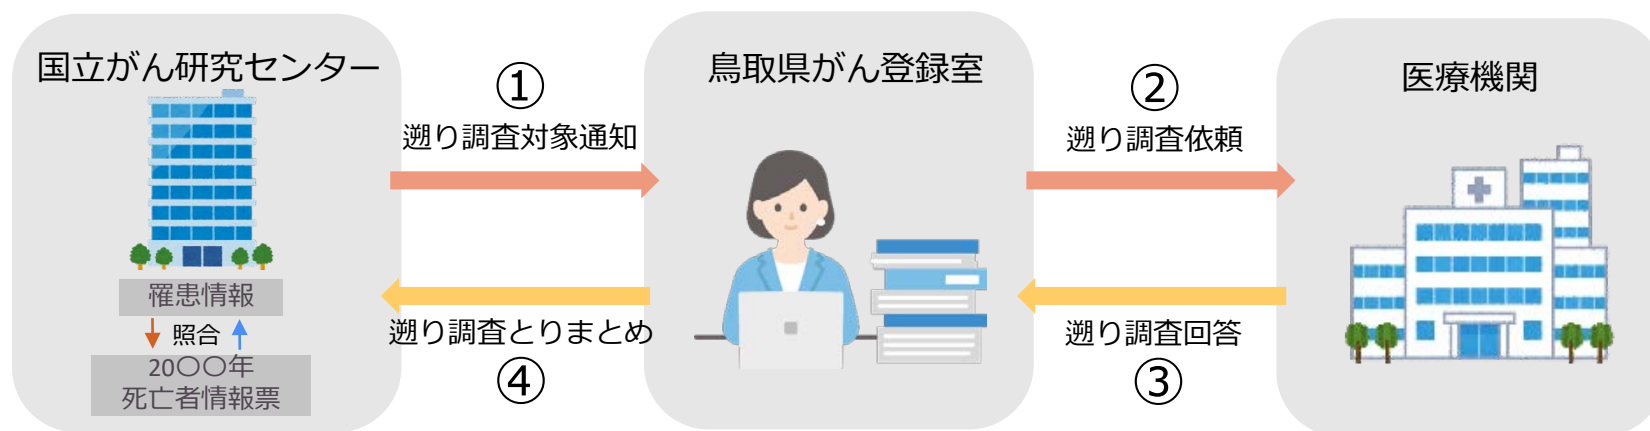 国立がん研究センター
①
遡り調査対象通知
鳥取県がん登録室
②
遡り調査依頼
医療機関
罹患情報
照合
20〇〇年
死亡者情報票
遡り調査とりまとめ
④
遡り調査回答
③